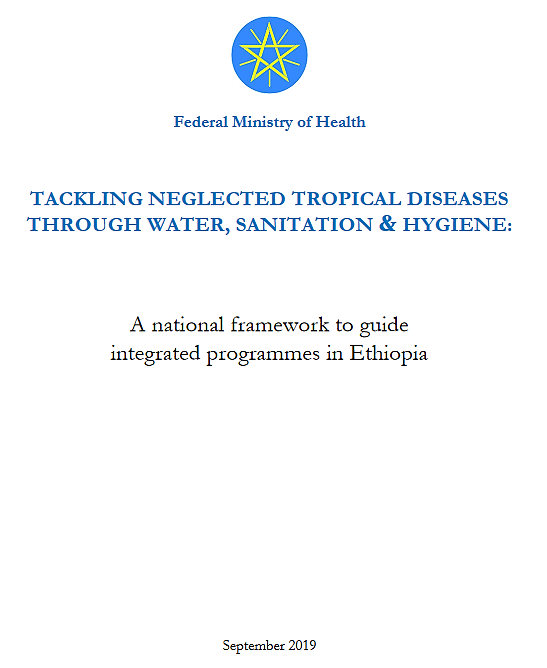 Federal Ministry of Health
TACKLING NEGLECTED TROPICAL DISEASES
THROUGH WATER, SANITATION & HYGIENE:
A national framework to guide
integrated programmes in Ethiopia
September 2019